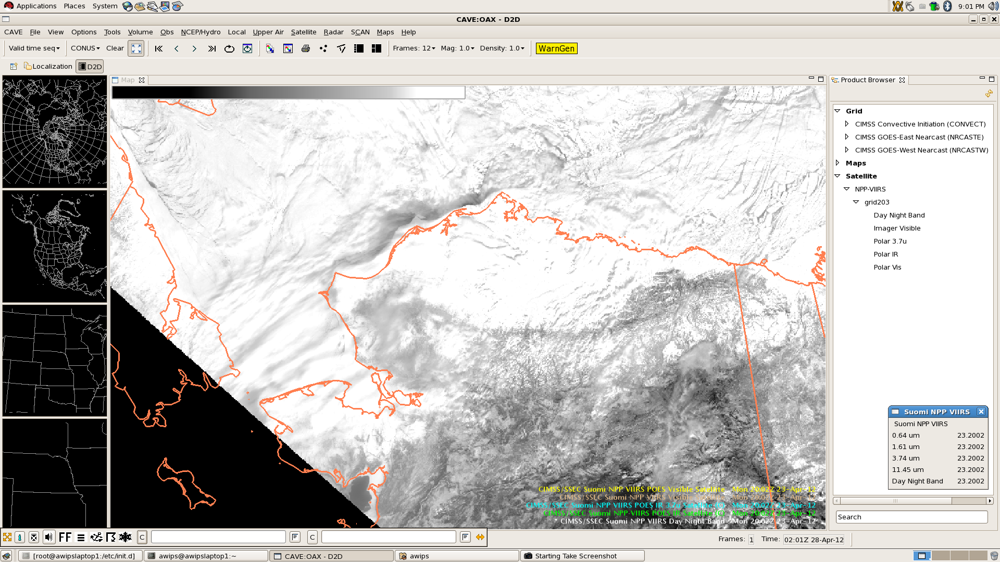 Applications Places System 9:01 PM
CAVE:OAX - D2D
CAVE File View Options Tools Volume Obs NCEP/Hydro Local Upper Air Satellite Radar SCAN Maps Help
Valid time seq CONUS Clear Frames: 12 Mag: 1.0 Density: 1.0 WarnGen
Localization D2D
Map
Product Browser
Grid
CIMSS Convective Initiation (CONVECT)
CIMSS GOES-East Nearcast (NRCASTE)
CIMSS GOES-West Nearcast (NRCASTW)
Maps
Satellite
NPP-VIIRS
grid203
Day Night Band
Imager Visible
Polar 3.7u
Polar IR
Polar Vis
Suomi NPP VIIRS
Suomi NPP VIIRS
0.64 um 23.2002
1.61 um 23.2002
3.74 um 23.2002
11.45 um 23.2002
Day Night Band 23.2002
CIMSS/SSEC Suomi NPP VIIRS POES Visible Satellite Mon 20:02Z 23-Apr-12
CIMSS/SSEC Suomi NPP VIIRS Visible Satellite Mon 20:02Z 23-Apr-12
CIMSS/SSEC Suomi NPP VIIRS POES IR 3.7u Satellite (C) Mon 20:02Z 23-Apr-12
CIMSS/SSEC Suomi NPP VIIRS POES IR Satellite (C) Mon 20:02Z 23-Apr-12
* CIMSS/SSEC Suomi NPP VIIRS Day Night Band Mon 20:02Z 23-Apr-12
Search
FF C C
Frames: 1 Time: 02:01Z 28-Apr-12
[root@awipslaptop1:/etc/init.d] awips@awipslaptop1:~ CAVE:OAX - D2D awips Starting Take Screenshot